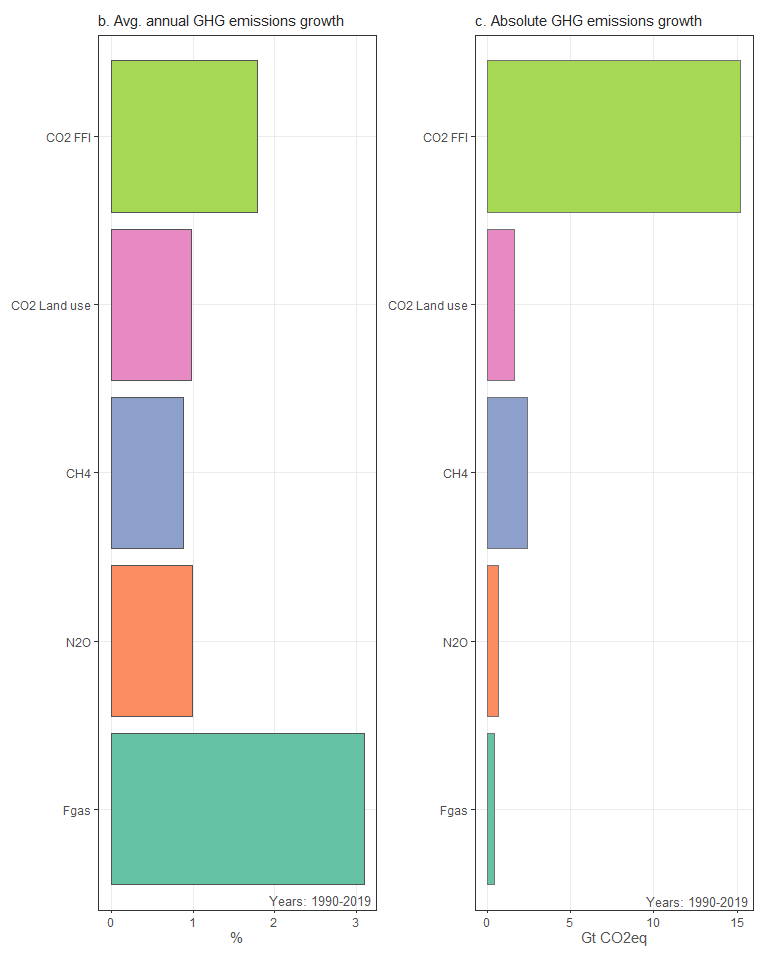 b. Avg. annual GHG emissions growth
CO2 FFI
CO2 Land use
CH4
N2O
Fgas
Years: 1990-2019
0 1 2 3
%
c. Absolute GHG emissions growth
CO2 FFI
CO2 Land use
CH4
N2O
Fgas
Years: 1990-2019
0 5 10 15
Gt CO2eq